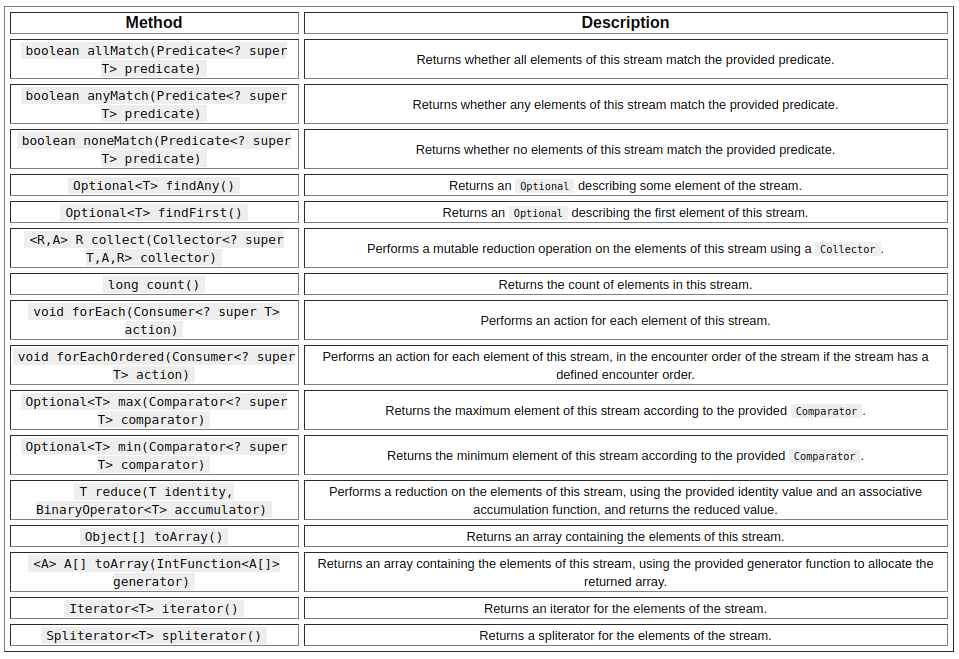 Method Description
boolean allMatch(Predicate<? super
T> predicate)
Returns whether all elements of this stream match the provided predicate.
boolean anyMatch(Predicate<? super
T> predicate)
Returns whether any elements of this stream match the provided predicate.
boolean noneMatch(Predicate<? super
T> predicate)
Returns whether no elements of this stream match the provided predicate.
Optional<T> findAny() Returns an Optional describing some element of the stream.
Optional<T> findFirst() Returns an Optional describing the first element of this stream.
<R,A> R collect(Collector<? super
T,A,R> collector)
Performs a mutable reduction operation on the elements of this stream using a Collector.
long count() Returns the count of elements in this stream.
void forEach(Consumer<? super T>
action)
Performs an action for each element of this stream.
void forEachOrdered(Consumer<? super
T> action)
Performs an action for each element of this stream, in the encounter order of the stream if the stream has a
defined encounter order.
Optional<T> max(Comparator<? super
T> comparator)
Returns the maximum element of this stream according to the provided Comparator.
Optional<T> min(Comparator<? super
T> comparator)
Returns the minimum element of this stream according to the provided Comparator.
T reduce(T identity,
BinaryOperator<T> accumulator)
Performs a reduction on the elements of this stream, using the provided identity value and an associative
accumulation function, and returns the reduced value.
Object[] toArray() Returns an array containing the elements of this stream.
<A> A[] toArray(IntFunction<A[]>
generator)
Returns an array containing the elements of this stream, using the provided generator function to allocate the
returned array.
Iterator<T> iterator() Returns an iterator for the elements of the stream.
Spliterator<T> spliterator() Returns a spliterator for the elements of the stream.